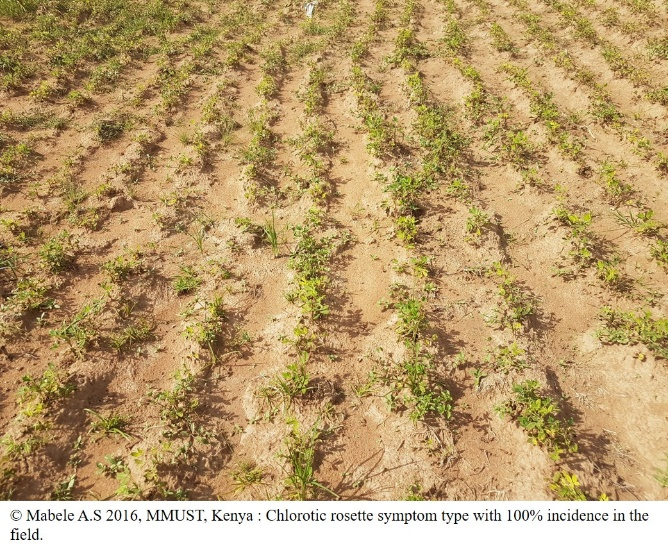 © Mabele A.S 2016, MMUST, Kenya : Chlorotic rosette symptom type with 100% incidence in the
field.